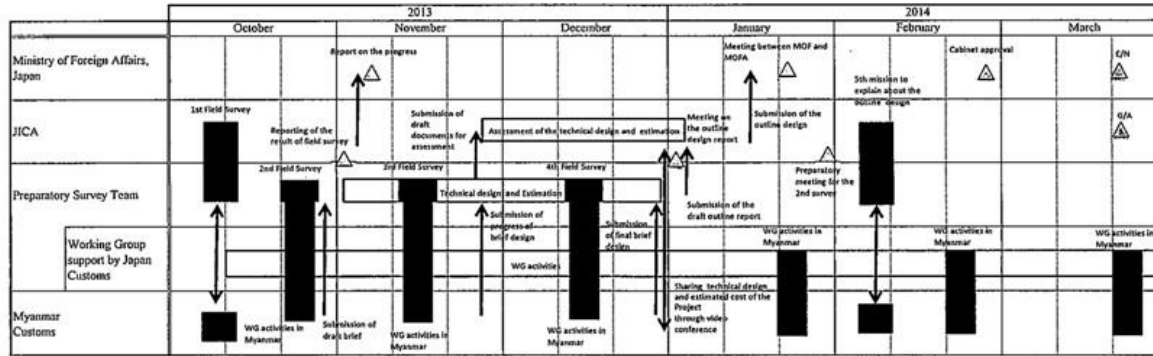 2013
2014
October
November
December
January
February
March
Ministry of Foreign Affairs,
Japan
Report on the progress
Meeting between MOF and
MOFA
Cabinet approval
E/N
5th mission to
explain about the
outline design
JICA
1st Field Survey
Reporting of the
result of field survey
Submission of
draft
documents for
assessment
Assessment of the technical design and estimation
Meeting on
the outline
design report
Submission of the
outline design
G/A
Preparatory Survey Team
2nd Field Survey
3rd Field Survey
4th Field Survey
Technical design and Estimation
Preparatory
meeting for the
2nd survey
Submission of
progress of
brief design
Submission
of final brief
design
Submission of the
draft outline report
Working Group
support by Japan
Customs
WG activities
WG activities in
Myanmar
WG activities in
Myanmar
WG activities in
Myanmar
Myanmar
Customs
WG activities in
Myanmar
Submission of
draft brief
WG activities in
Myanmar
WG activities in
Myanmar
Sharing technical design
and estimated cost of the
Project
through video
conference